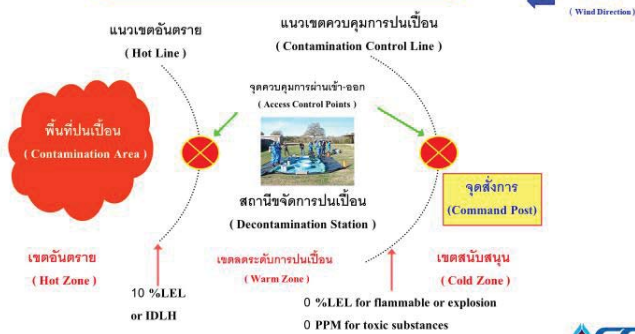 ( Wind Direction)
แนวเขตอันตราย
( Hot Line )
แนวเขตควบคุมการปนเปื้อน
( Contamination Control Line )
จุดควบคุมการผ่านเข้า-ออก
( Access Control Points )
พื้นที่ปนเปื้อน
( Contamination Area )
สถานีขจัดการปนเปื้อน
( Decontamination Station )
จุดสั่งการ
(Command Post)
เขตอันตราย
( Hot Zone )
เขตลดระดับการปนเปื้อน
( Warm Zone )
เขตสนับสนุน
( Cold Zone )
10 %LEL
or IDLH
0 %LEL for flammable or explosion
0 PPM for toxic substances